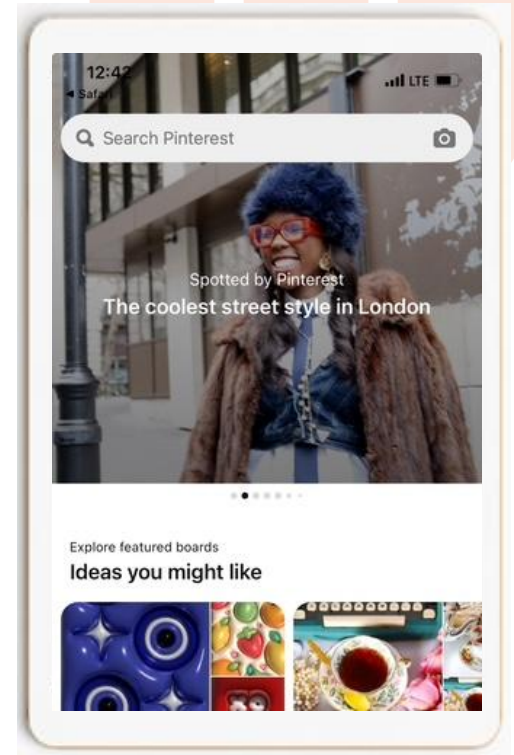 12:42
LTE
◄ Safari
Search Pinterest
Spotted by Pinterest
The coolest street style in London
Explore featured boards
Ideas you might like